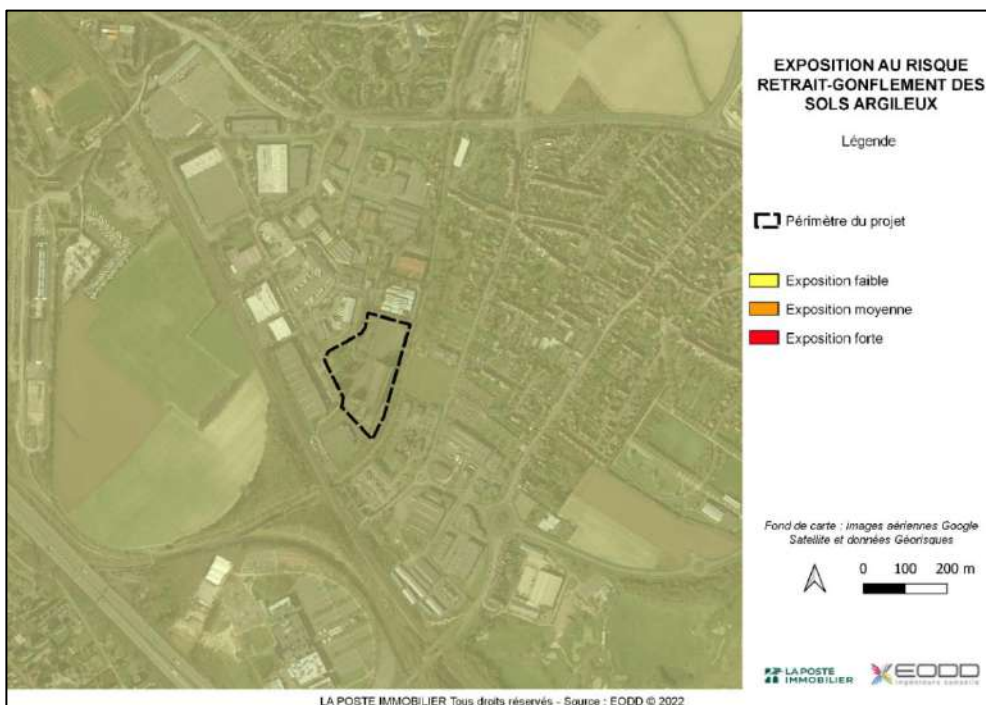 EXPOSITION AU RISQUE
RETRAIT-GONFLEMENT DES
SOLS ARGILEUX
Légende
Périmètre du projet
Exposition faible
Exposition moyenne
Exposition forte
Fond de carte : images aériennes Google
Satellite et données Géorisques
0 100 200 m
LA POSTE
IMMOBILIER
EODD
ingénieurs conseils
LA POSTE IMMOBILIER Tous droits réservés - Source : EODD © 2022